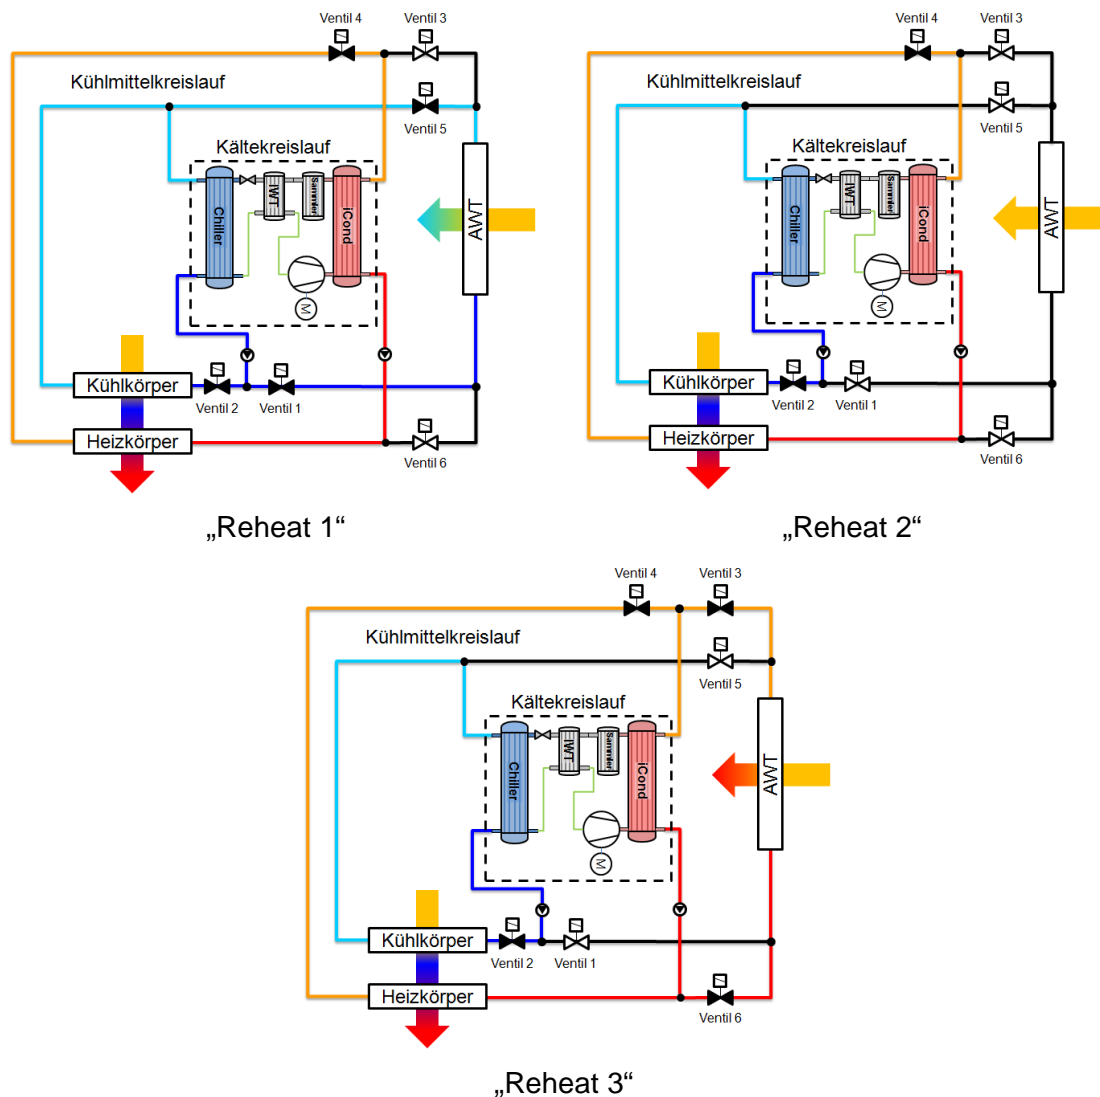 Ventil 4
Ventil 3
Kühlmittelkreislauf
Ventil 5
Kältekreislauf
Chiller
IWT
Sammler
iCond
AWT
M
Kühlkörper
Ventil 2
Ventil 1
Heizkörper
Ventil 6
„Reheat 1“
Ventil 4
Ventil 3
Kühlmittelkreislauf
Ventil 5
Kältekreislauf
Chiller
IWT
Sammler
iCond
AWT
M
Kühlkörper
Ventil 2
Ventil 1
Heizkörper
Ventil 6
„Reheat 2“
Ventil 4
Ventil 3
Kühlmittelkreislauf
Ventil 5
Kältekreislauf
Chiller
IWT
Sammler
iCond
AWT
M
Kühlkörper
Ventil 2
Ventil 1
Heizkörper
Ventil 6
„Reheat 3“